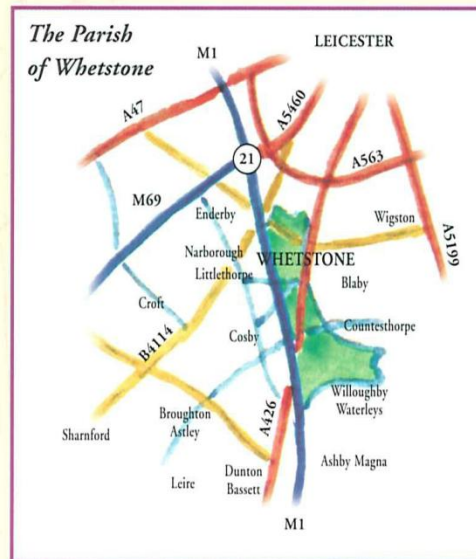 The Parish
of Whetstone
M1
LEICESTER
A47
A5460
21
A563
M69
Enderby
Wigston
A5199
Narborough
WHETSTONE
Littlethorpe
Blaby
Croft
B4114
Cosby
Countesthorpe
Broughton
Astley
A426
Willoughby
Waterleys
Sharnford
Leire
Dunton
Bassett
Ashby Magna
M1